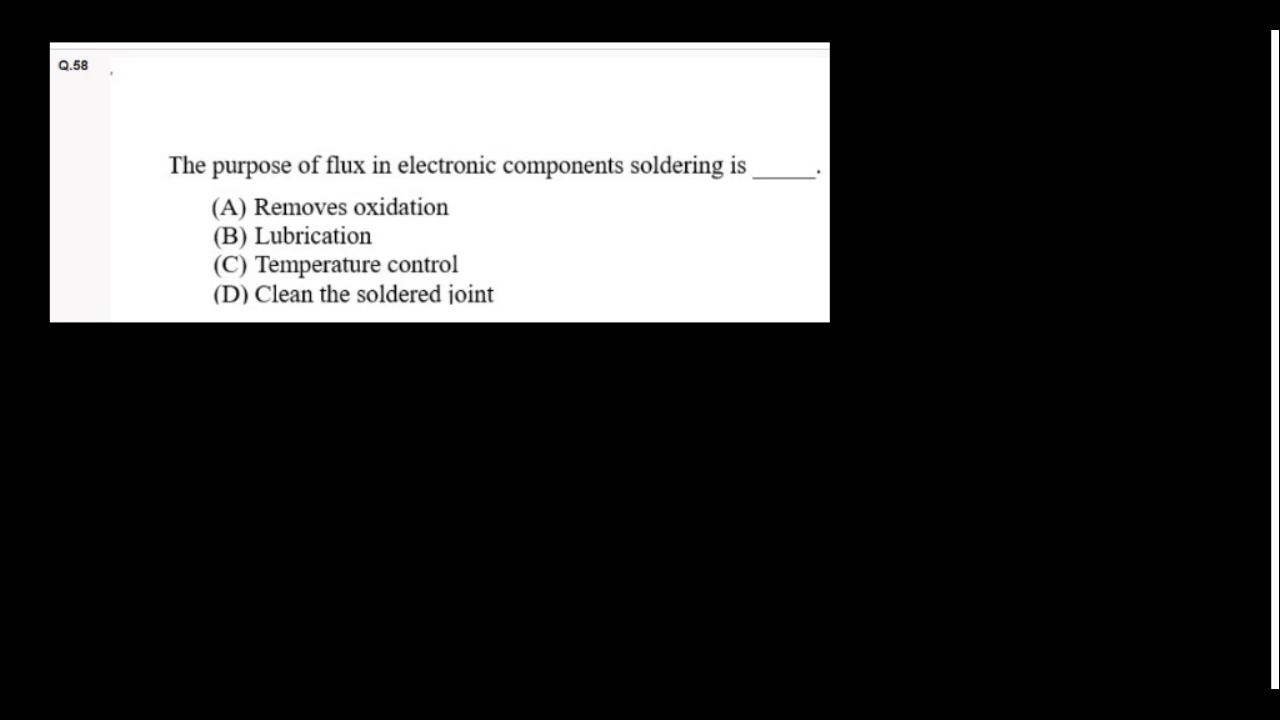 Q.58
The purpose of flux in electronic components soldering is _____.
(A) Removes oxidation
(B) Lubrication
(C) Temperature control
(D) Clean the soldered joint